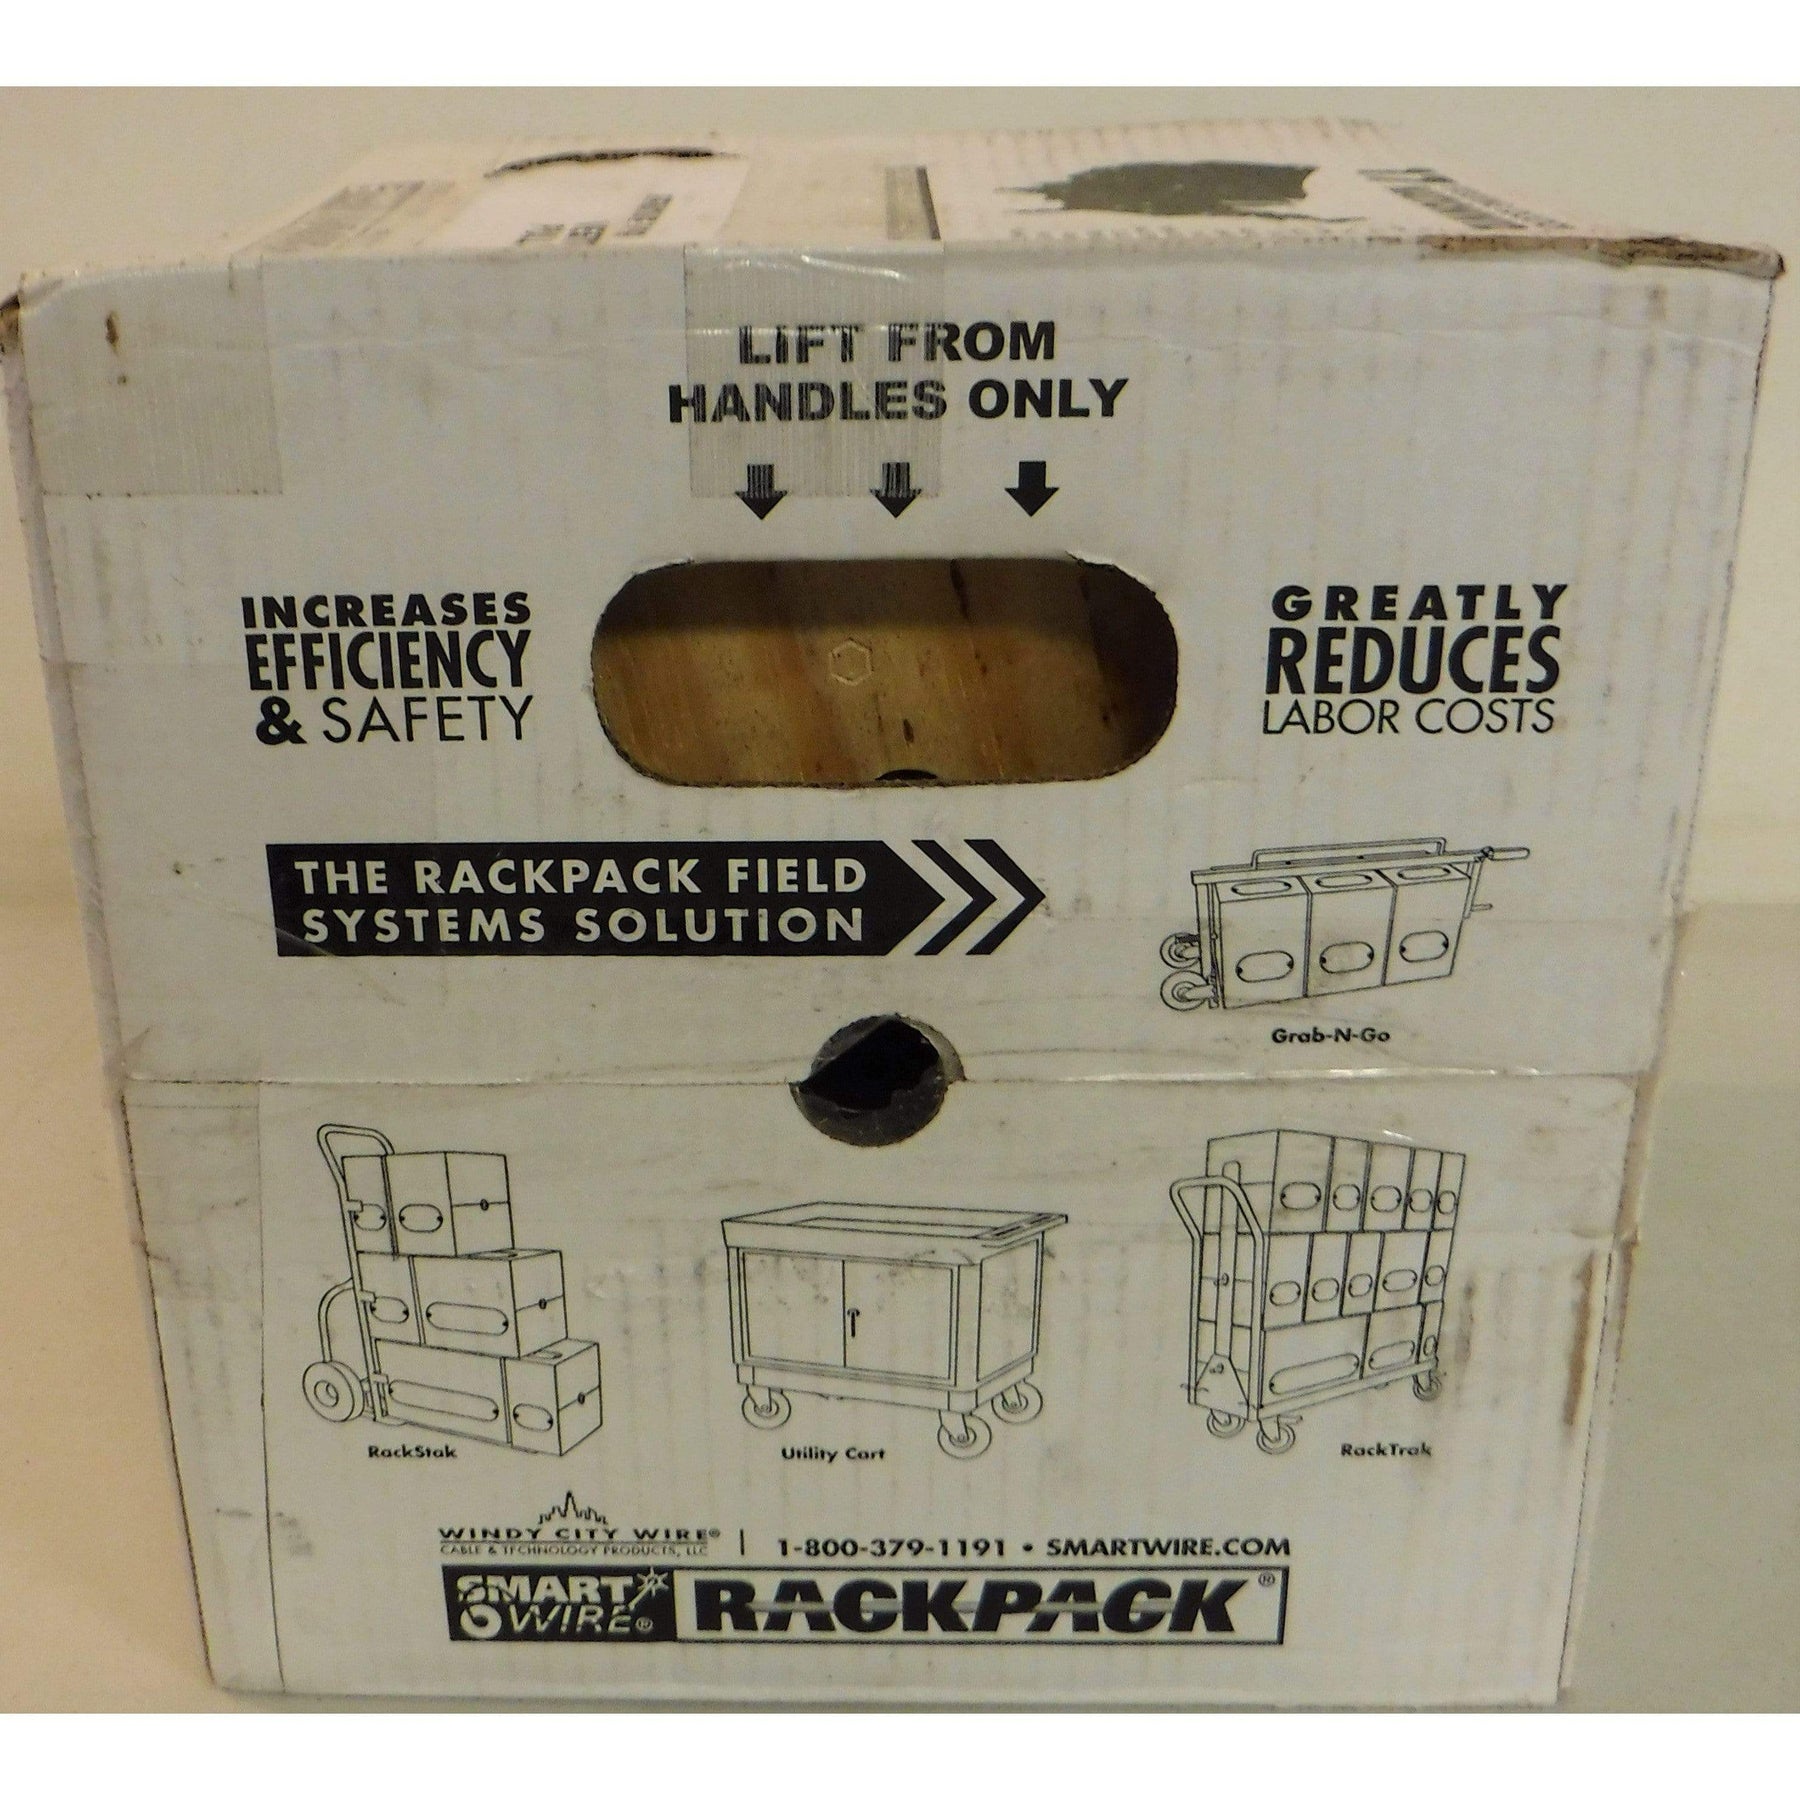 LIFT FROM
HANDLES ONLY
INCREASES
EFFICIENCY
& SAFETY
GREATLY
REDUCES
LABOR COSTS
THE RACKPACK FIELD
SYSTEMS SOLUTION
Grab-N-Go
RackStak
Utility Cart
RackTrak
WINDY CITY WIRE®
CABLE & TECHNOLOGY PRODUCTS, LLC
1-800-379-1191 • SMARTWIRE.COM
SMART
WIRE®
RACKPACK®